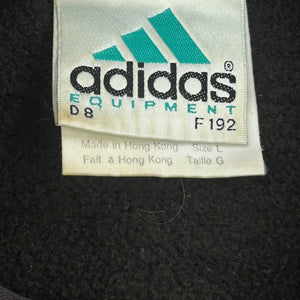 adidas ®
EQUIPMENT
D8 F192
Made in Hong Kong Size L
Fait a Hong Kong Taille G